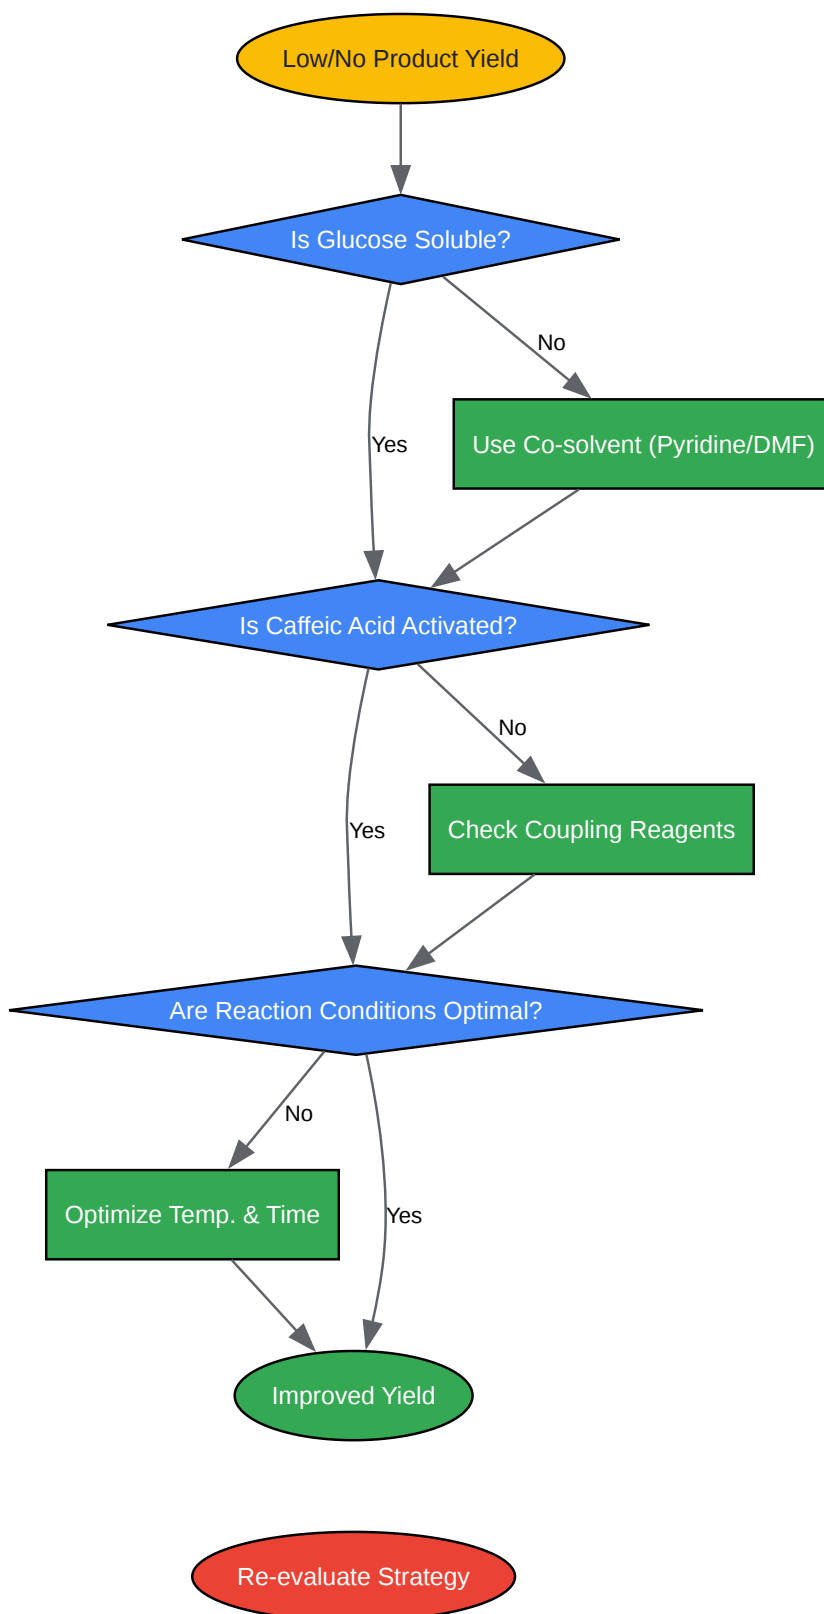 Low/No Product Yield
Is Glucose Soluble?
No
Yes
Use Co-solvent (Pyridine/DMF)
Is Caffeic Acid Activated?
No
Yes
Check Coupling Reagents
Are Reaction Conditions Optimal?
No
Optimize Temp. & Time
Yes
Improved Yield
Re-evaluate Strategy